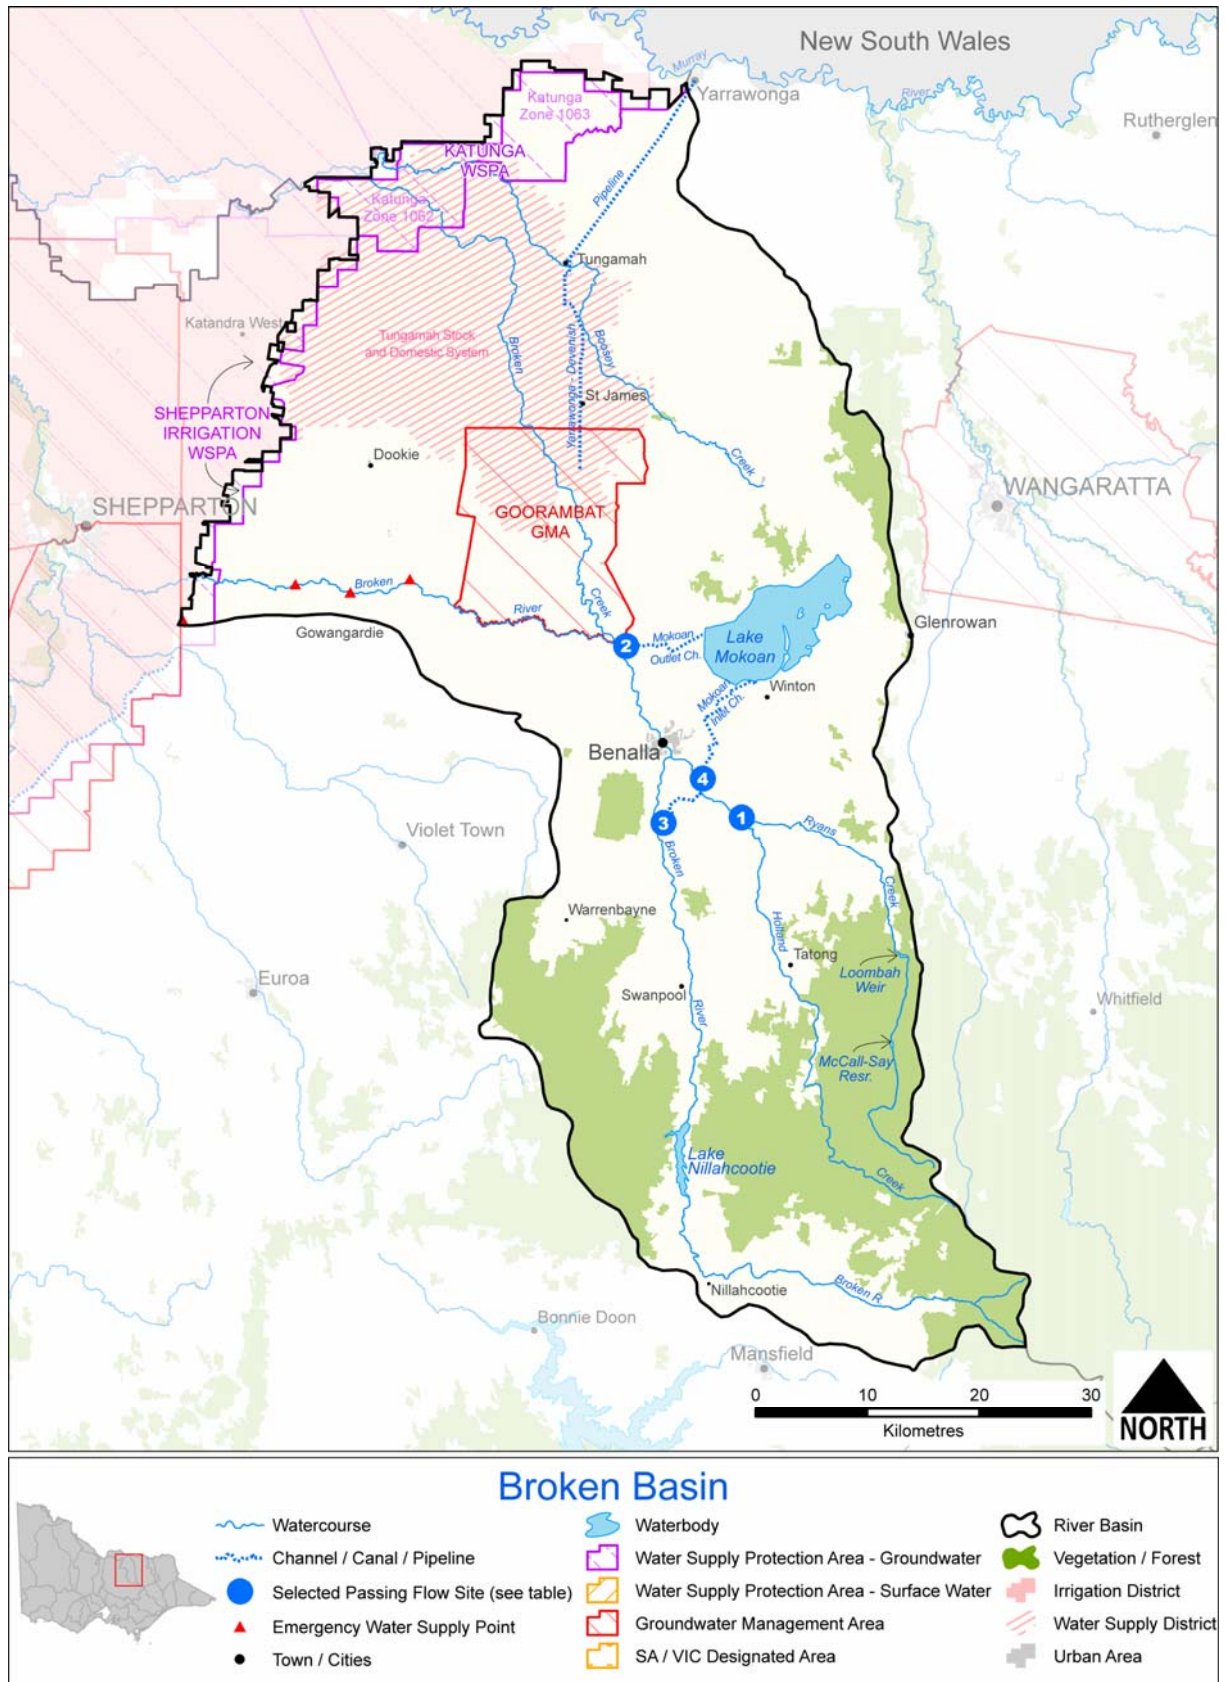 New South Wales
Murray
River
Yarrawonga
Rutherglen
Katunga
Zone 1063
KATUNGA
WSPA
Katunga
Zone 1062
Pipeline
Tungamah
Katandra West
Tungamah Stock
and Domestic System
Broken
Boosey
Yarrawonga - Devenish
St James
SHEPPARTON
IRRIGATION
WSPA
Dookie
Creek
SHEPPARTON
WANGARATTA
GOORAMBAT
GMA
Broken
River
Creek
Gowangardie
2
Mokoan
Outlet Ch.
Lake
Mokoan
Glenrowan
Winton
Mokoan
Inlet Ch.
Benalla
4
3
1
Ryans
Creek
Violet Town
Broken
Warrenbayne
Holland
Tatong
Loombah
Weir
Euroa
Swanpool
River
Whitfield
McCall-Say
Resr.
Lake
Nillahcootie
Creek
Nillahcootie
Broken R
Bonnie Doon
Mansfield
0 10 20 30
Kilometres
NORTH
Broken Basin
Watercourse
Channel / Canal / Pipeline
Selected Passing Flow Site (see table)
Emergency Water Supply Point
Town / Cities
Waterbody
Water Supply Protection Area - Groundwater
Water Supply Protection Area - Surface Water
Groundwater Management Area
SA / VIC Designated Area
River Basin
Vegetation / Forest
Irrigation District
Water Supply District
Urban Area